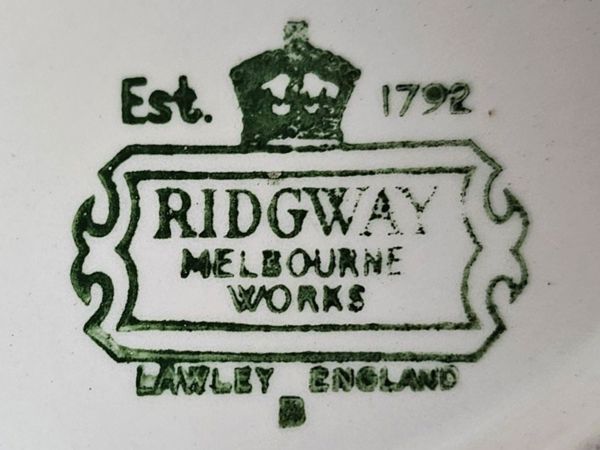 Est. 1792
RIDGWAY
MELBOURNE
WORKS
LAWLEY ENGLAND
B